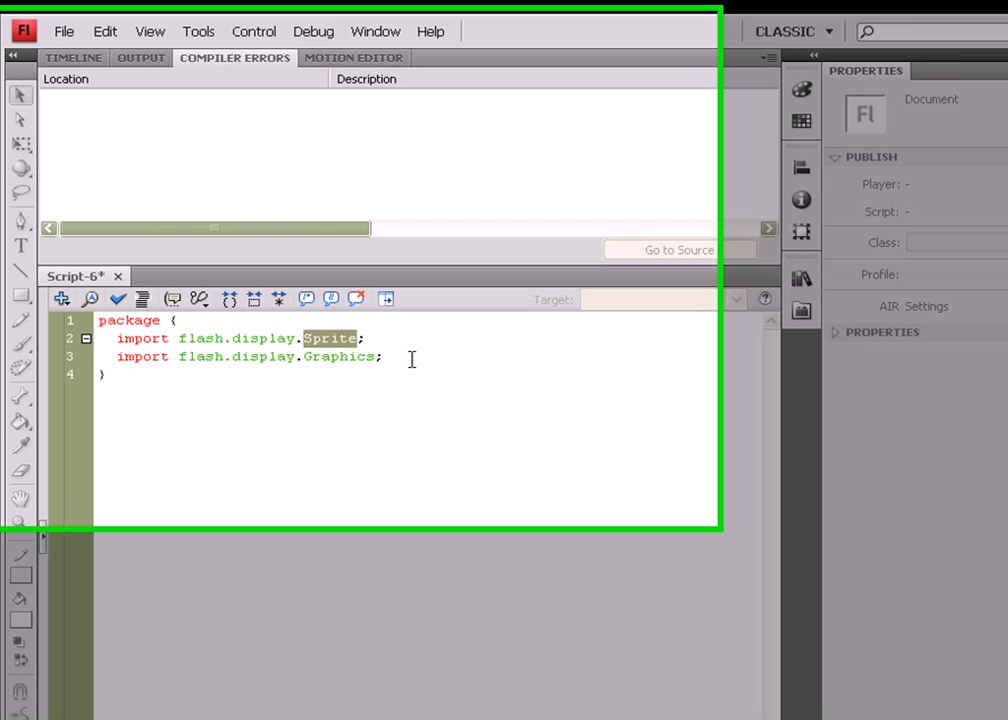 Fl File Edit View Tools Control Debug Window Help CLASSIC
TIMELINE OUTPUT COMPILER ERRORS MOTION EDITOR
Location Description
Go to Source
Script-6*
Target:
1 package {
2 import flash.display.Sprite;
3 import flash.display.Graphics;
4 }
PROPERTIES
Fl Document
PUBLISH
Player: -
Script: -
Class:
Profile:
AIR Settings
PROPERTIES